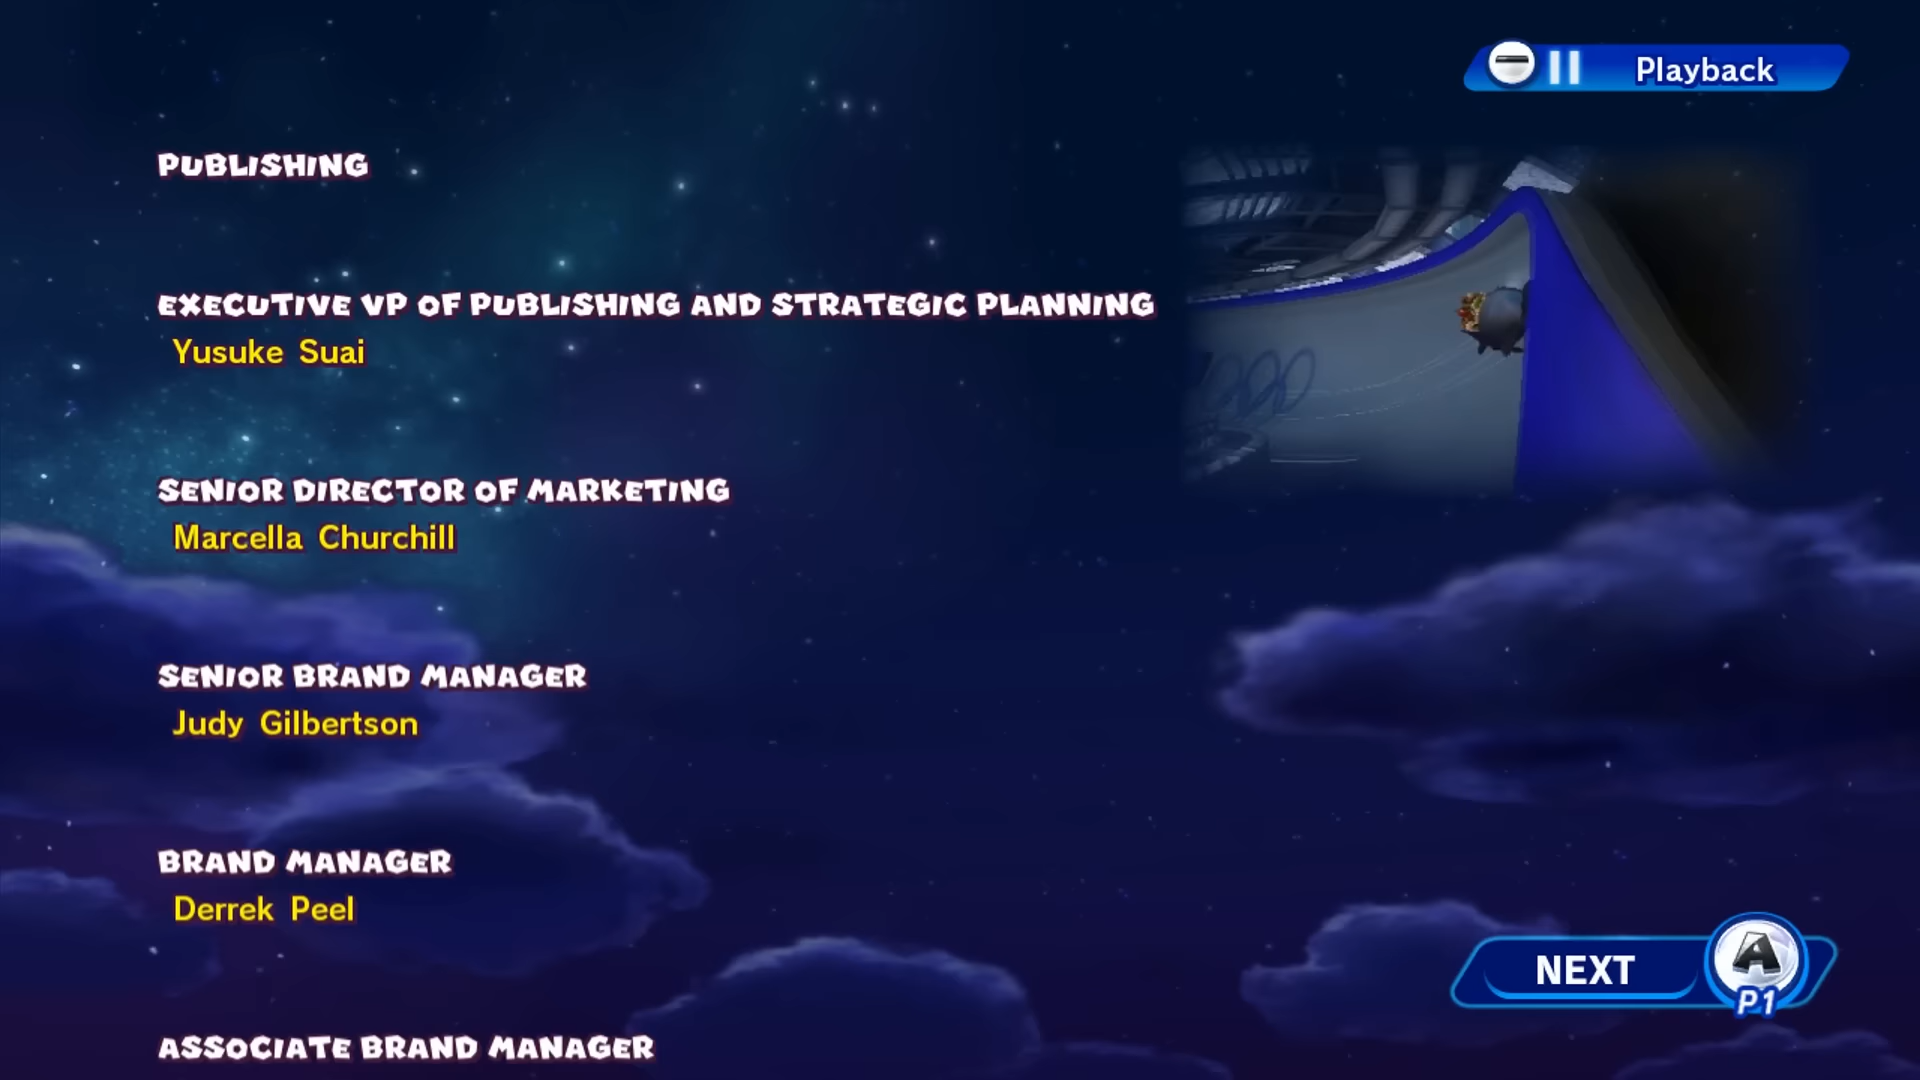 Playback
PUBLISHING
EXECUTIVE VP OF PUBLISHING AND STRATEGIC PLANNING
Yusuke Suai
SENIOR DIRECTOR OF MARKETING
Marcella Churchill
SENIOR BRAND MANAGER
Judy Gilbertson
BRAND MANAGER
Derrek Peel
NEXT A
P1
ASSOCIATE BRAND MANAGER